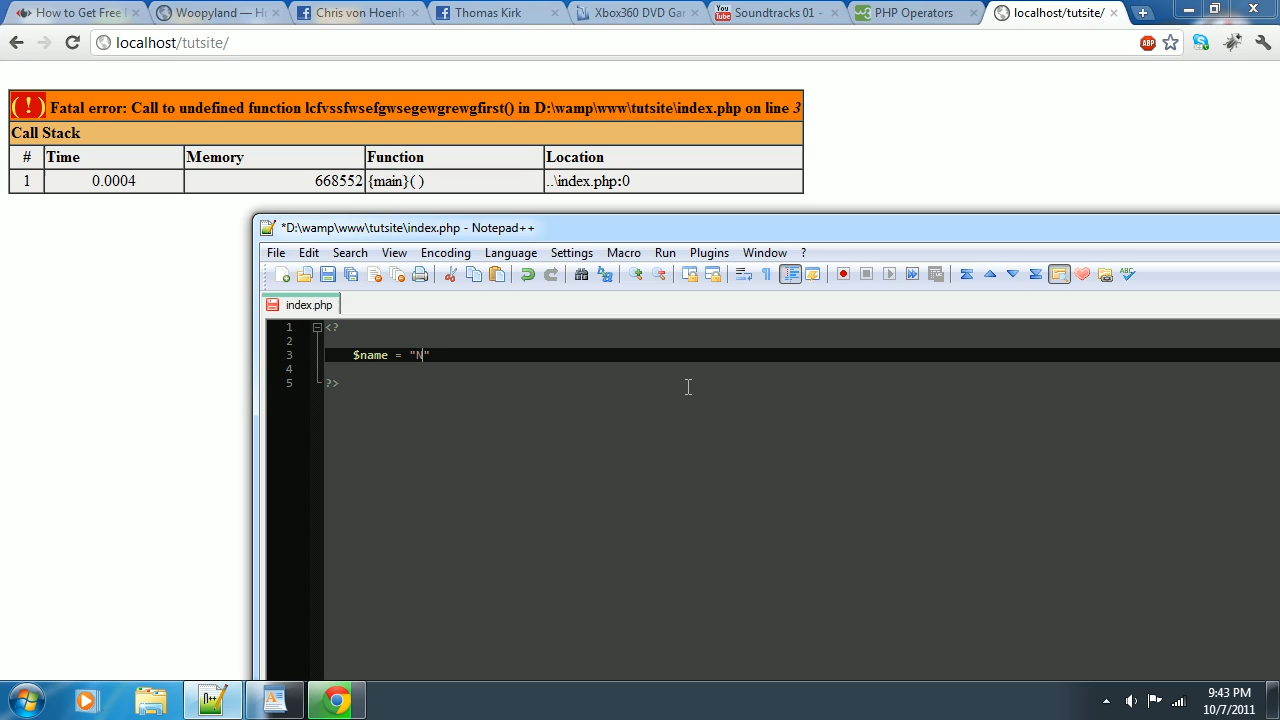 How to Get Free I
Woopyland — Ho
Chris von Hoenh
Thomas Kirk
Xbox360 DVD Gar
You Tube
Soundtracks 01 -
PHP Operators
localhost/tutsite/
localhost/tutsite/
ABP
( ! ) Fatal error: Call to undefined function lcfvssfwsefgwsegewgrewgfirst() in D:\wamp\www\tutsite\index.php on line 3
Call Stack
# Time Memory Function Location
1 0.0004 668552 {main}( ) ..\index.php:0
*D:\wamp\www\tutsite\index.php - Notepad++
File Edit Search View Encoding Language Settings Macro Run Plugins Window ?
index.php
1 <?
2
3 $name = "N"
4
5 ?>
9:43 PM
10/7/2011